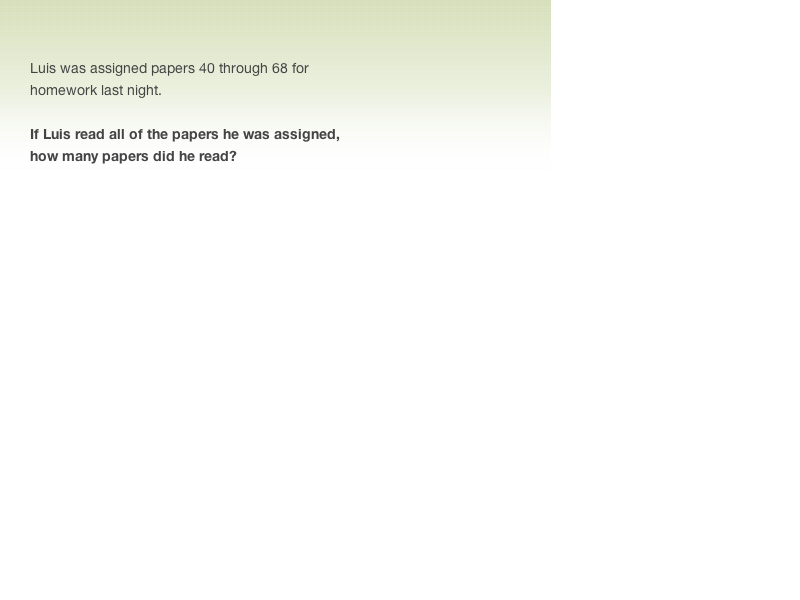 Luis was assigned papers 40 through 68 for
homework last night.
If Luis read all of the papers he was assigned,
how many papers did he read?